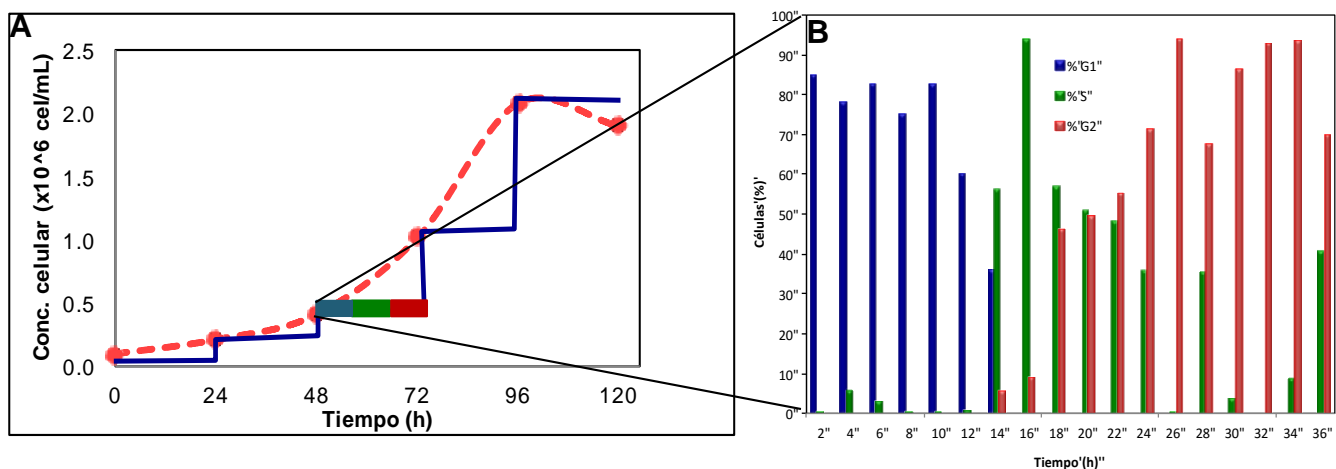 A
Conc. celular (x10^6 cel/mL)
2.5
2.0
1.5
1.0
0.5
0.0
0 24 48 72 96 120
Tiempo (h)
B
Células'(%)'
100"
90"
80"
70"
60"
50"
40"
30"
20"
10"
0"
%"G1"
%"S"
%"G2"
2" 4" 6" 8" 10" 12" 14" 16" 18" 20" 22" 24" 26" 28" 30" 32" 34" 36"
Tiempo'(h)''